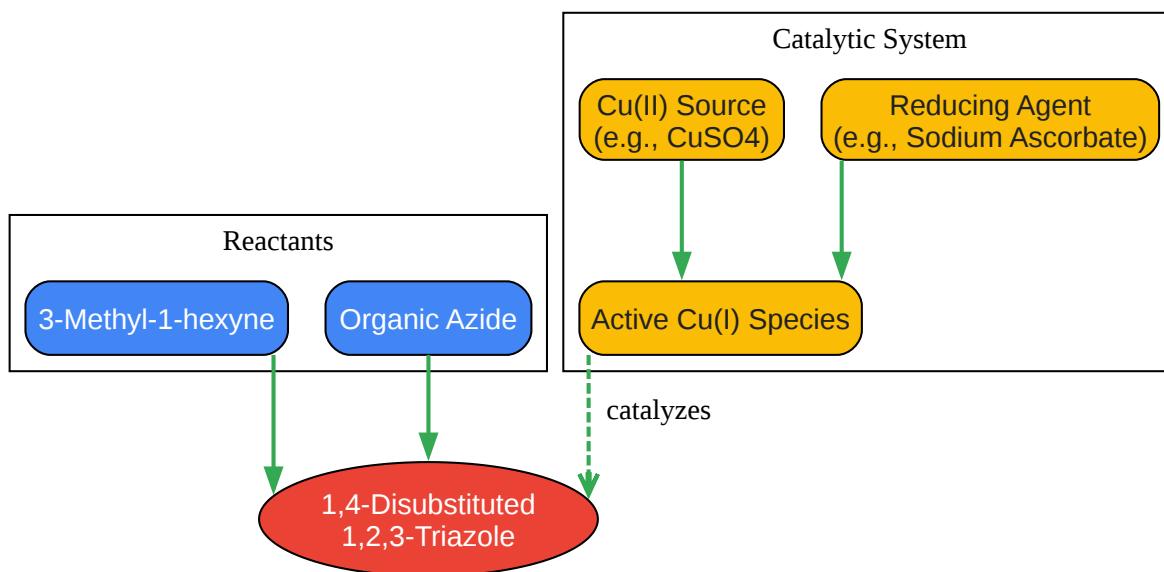 Catalytic System
Cu(II) Source
(e.g., CuSO4)
Reducing Agent
(e.g., Sodium Ascorbate)
Reactants
3-Methyl-1-hexyne
Organic Azide
Active Cu(I) Species
catalyzes
1,4-Disubstituted
1,2,3-Triazole